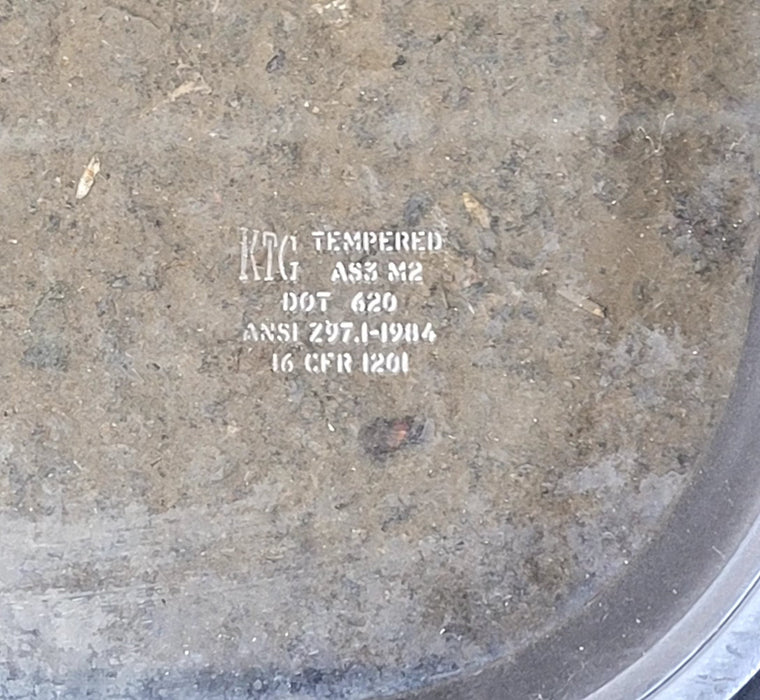 KTG TEMPERED
AS3 M2
DOT 620
ANSI Z97.1-1984
16 CFR 1201